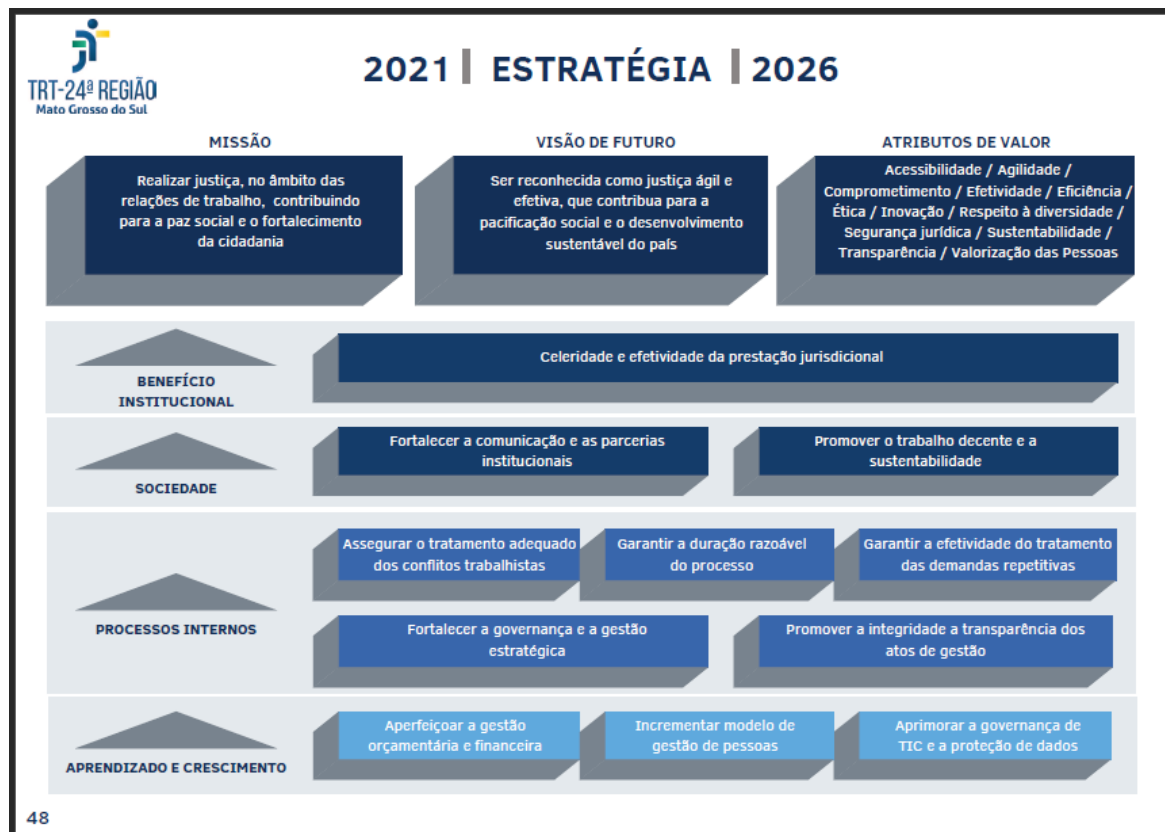 TRT-24ª REGIÃO
Mato Grosso do Sul
2021 | ESTRATÉGIA | 2026
MISSÃO
Realizar justiça, no âmbito das
relações de trabalho, contribuindo
para a paz social e o fortalecimento
da cidadania
VISÃO DE FUTURO
Ser reconhecida como justiça ágil e
efetiva, que contribua para a
pacificação social e o desenvolvimento
sustentável do país
ATRIBUTOS DE VALOR
Acessibilidade / Agilidade /
Comprometimento / Efetividade / Eficiência /
Ética / Inovação / Respeito à diversidade /
Segurança jurídica / Sustentabilidade /
Transparência / Valorização das Pessoas
BENEFÍCIO
INSTITUCIONAL
Celeridade e efetividade da prestação jurisdicional
SOCIEDADE
Fortalecer a comunicação e as parcerias
institucionais
Promover o trabalho decente e a
sustentabilidade
PROCESSOS INTERNOS
Assegurar o tratamento adequado
dos conflitos trabalhistas
Garantir a duração razoável
do processo
Garantir a efetividade do tratamento
das demandas repetitivas
Fortalecer a governança e a gestão
estratégica
Promover a integridade a transparência dos
atos de gestão
APRENDIZADO E CRESCIMENTO
Aperfeiçoar a gestão
orçamentária e financeira
Incrementar modelo de
gestão de pessoas
Aprimorar a governança de
TIC e a proteção de dados
48